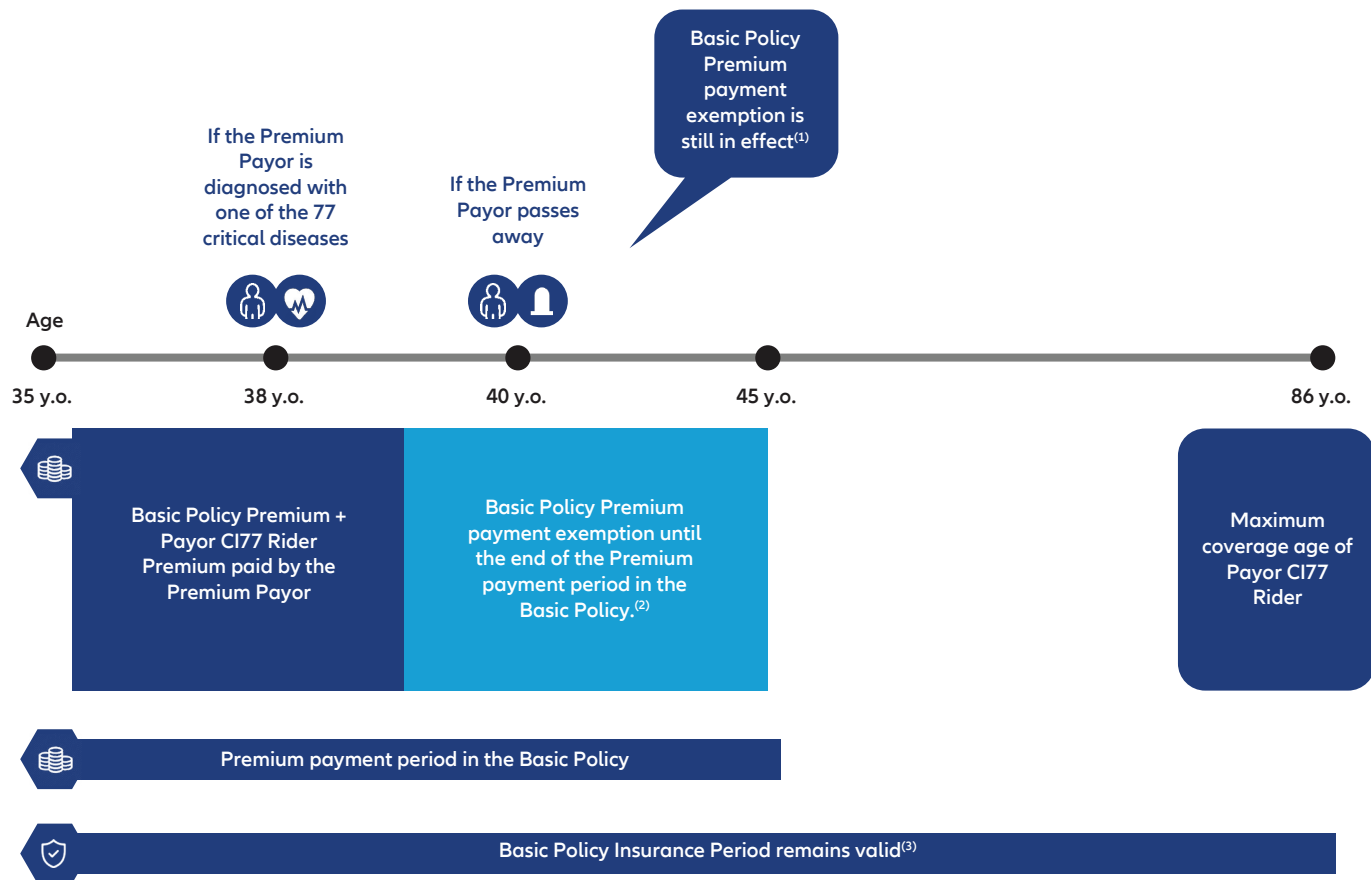 Basic Policy
Premium
payment
exemption is
still in effect(1)
If the Premium
Payor is
diagnosed with
one of the 77
critical diseases
If the Premium
Payor passes
away
Age
35 y.o.
38 y.o.
40 y.o.
45 y.o.
86 y.o.
Basic Policy Premium +
Payor CI77 Rider
Premium paid by the
Premium Payor
Basic Policy Premium
payment exemption until
the end of the Premium
payment period in the
Basic Policy.(2)
Maximum
coverage age of
Payor CI77
Rider
Premium payment period in the Basic Policy
Basic Policy Insurance Period remains valid(3)